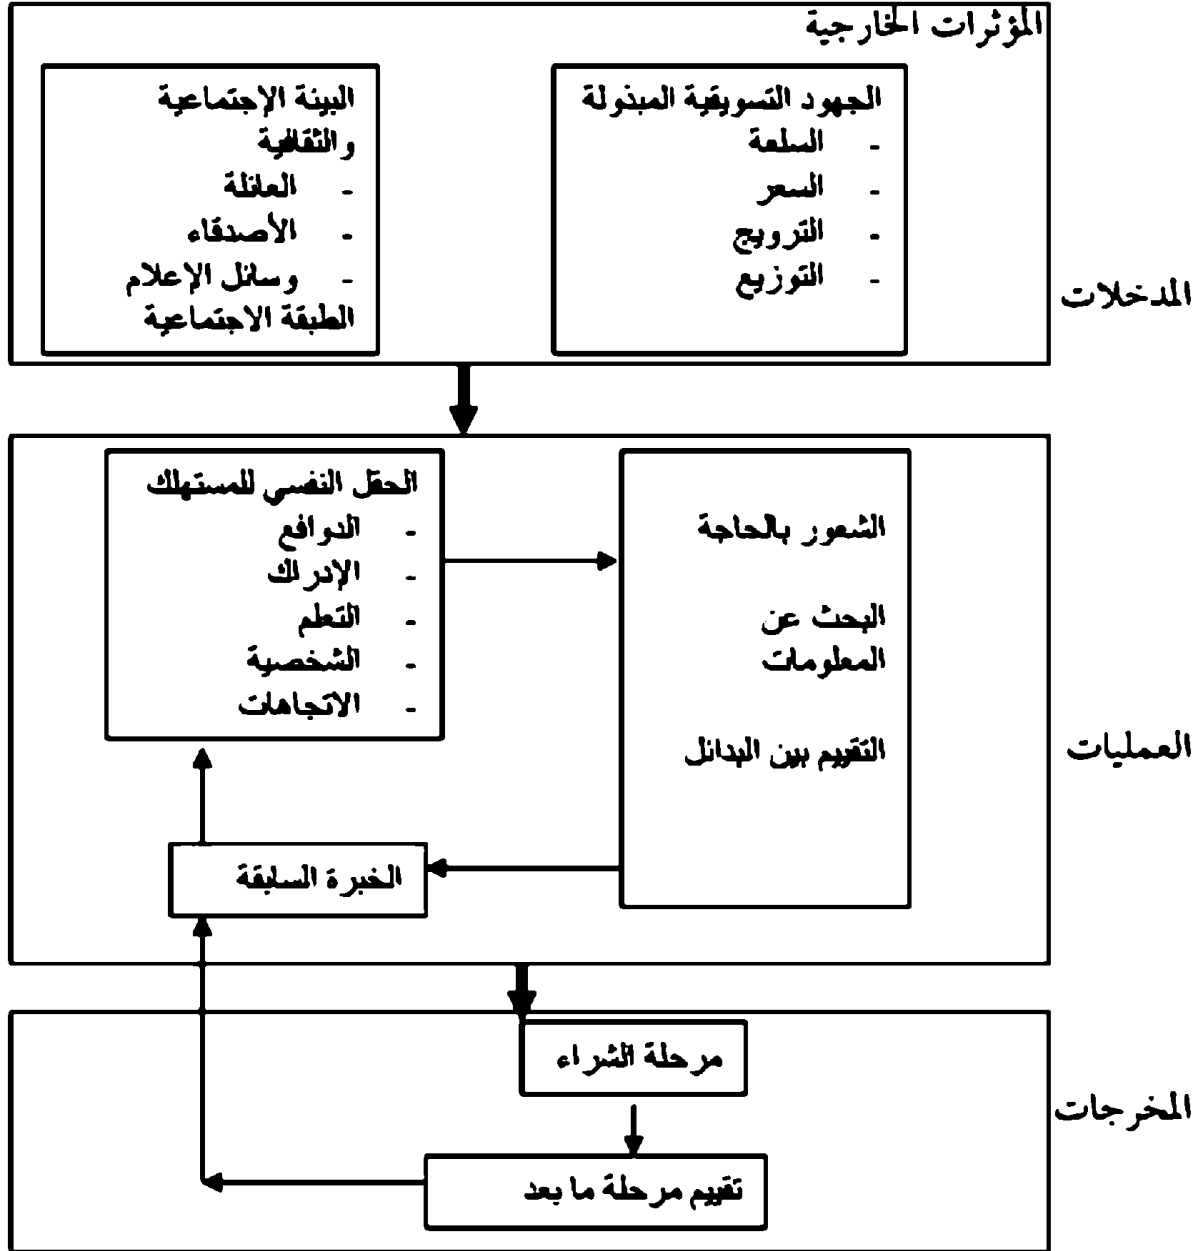 المؤثرات الخارجية
الجهود التسويقية المبذولة
- السلعة
- السعر
- الترويج
- التوزيع
البيئة الإجتماعية
والثقافية
- العائلة
- الأصدقاء
- وسائل الإعلام
الطبقة الاجتماعية
المدخلات
الشعور بالحاجة
البحث عن
المعلومات
التقييم بين البدائل
الحقل النفسي للمستهلك
- الدوافع
- الإدراك
- التعلم
- الشخصية
- الاتجاهات
الخبرة السابقة
العمليات
مرحلة الشراء
تقييم مرحلة ما بعد
المخرجات